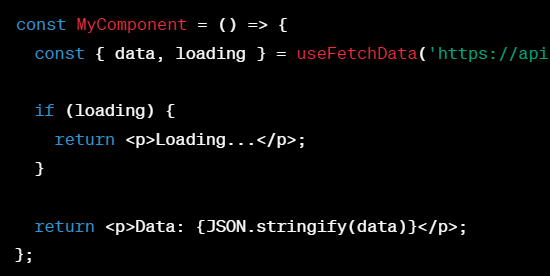 const MyComponent = () => {
const { data, loading } = useFetchData('https://api
if (loading) {
return <p>Loading...</p>;
}
return <p>Data: {JSON.stringify(data)}</p>;
};